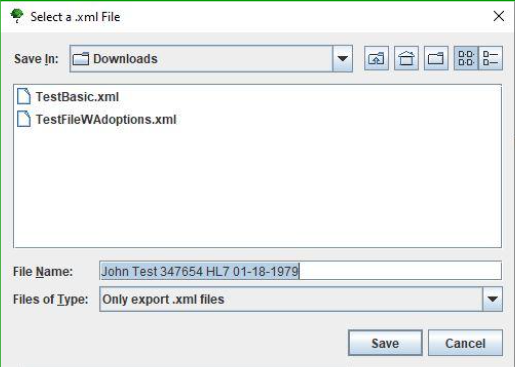 Select a .xml File
Save In: Downloads
TestBasic.xml
TestFileWAdoptions.xml
File Name: John Test 347654 HL7 01-18-1979
Files of Type: Only export .xml files
Save Cancel